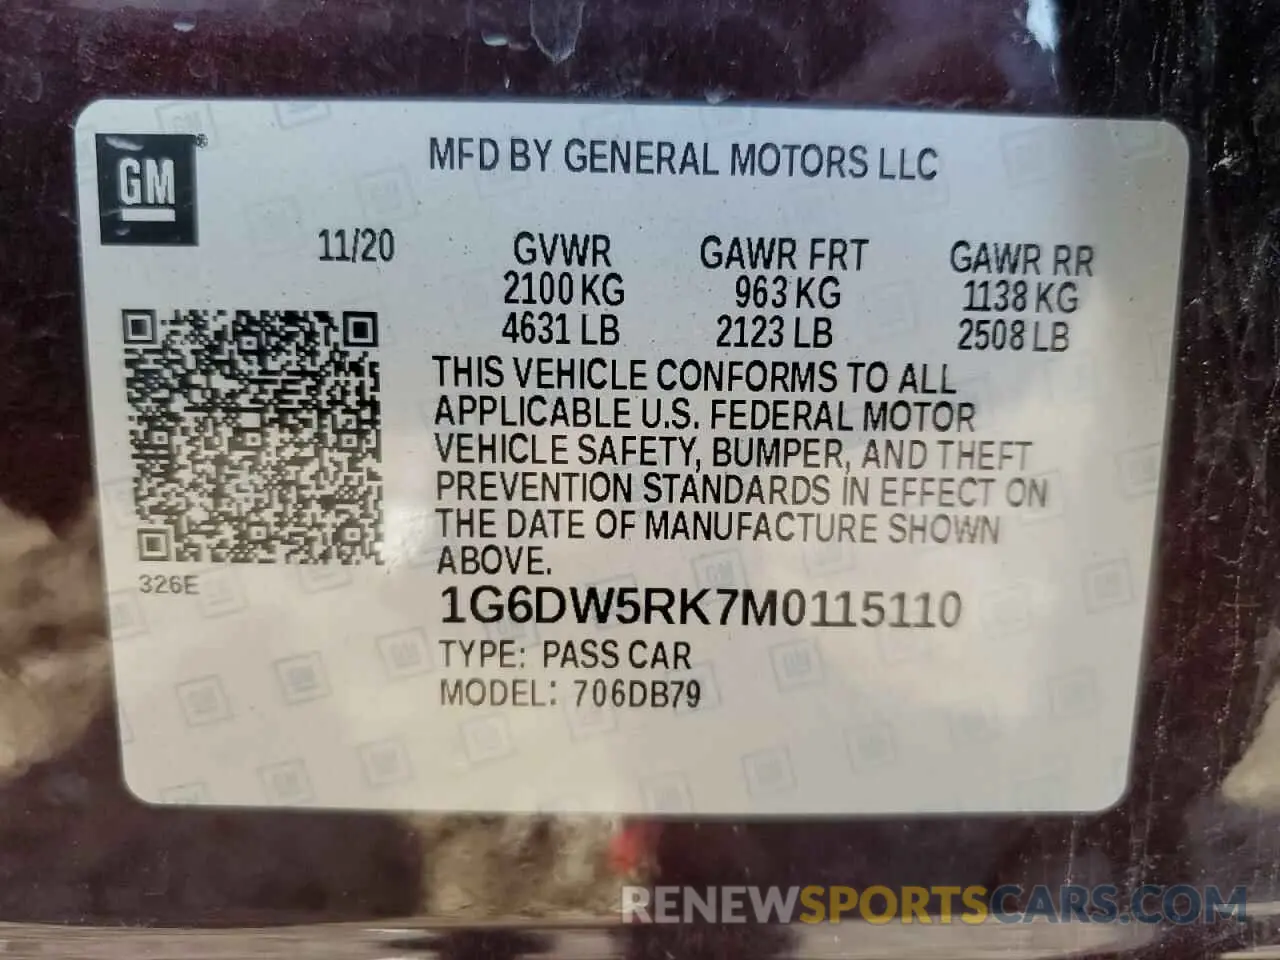 MFD BY GENERAL MOTORS LLC
GM®
11/20 GVWR GAWR FRT GAWR RR
2100 KG 963 KG 1138 KG
4631 LB 2123 LB 2508 LB
THIS VEHICLE CONFORMS TO ALL
APPLICABLE U.S. FEDERAL MOTOR
VEHICLE SAFETY, BUMPER, AND THEFT
PREVENTION STANDARDS IN EFFECT ON
THE DATE OF MANUFACTURE SHOWN
ABOVE.
326E
1G6DW5RK7M0115110
TYPE: PASS CAR
MODEL: 706DB79
RENEWSPORTSCARS.COM